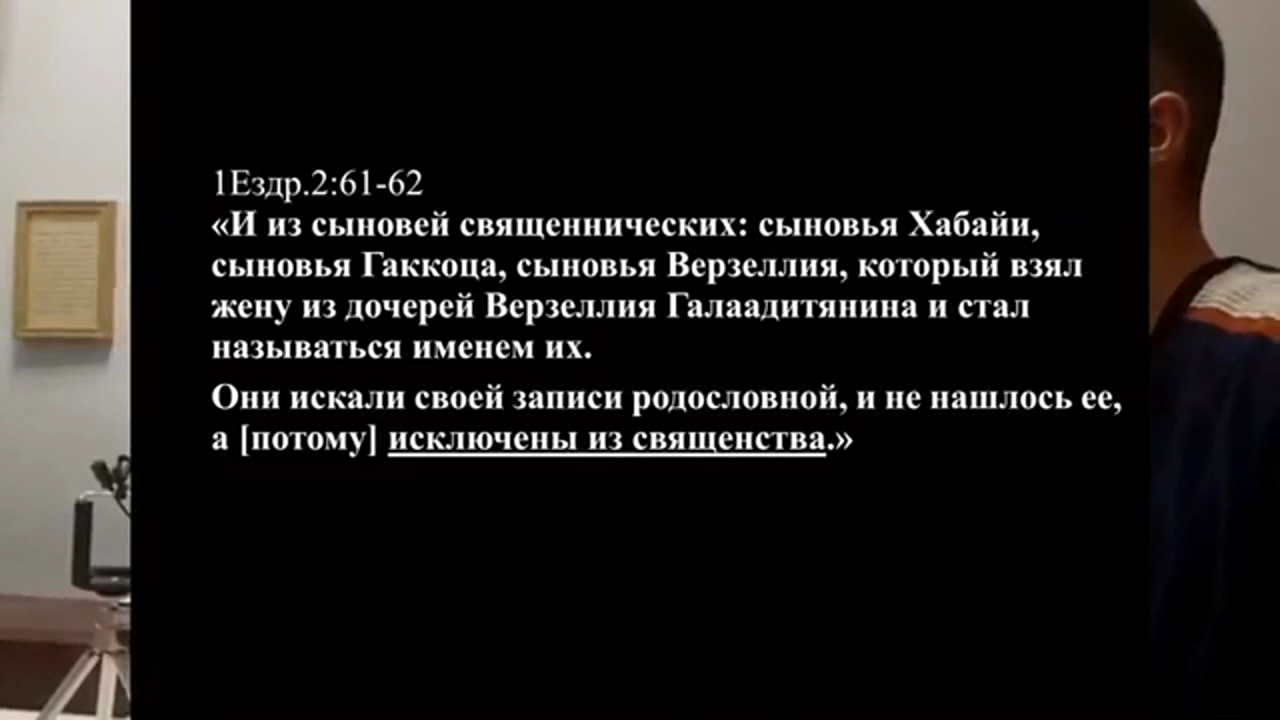 1Ездр.2:61-62
«И из сыновей священнических: сыновья Хабайи,
сыновья Гаккоца, сыновья Верзеллия, который взял
жену из дочерей Верзеллия Галаадитянина и стал
называться именем их.
Они искали своей записи родословной, и не нашлось ее,
а [потому] исключены из священства.»